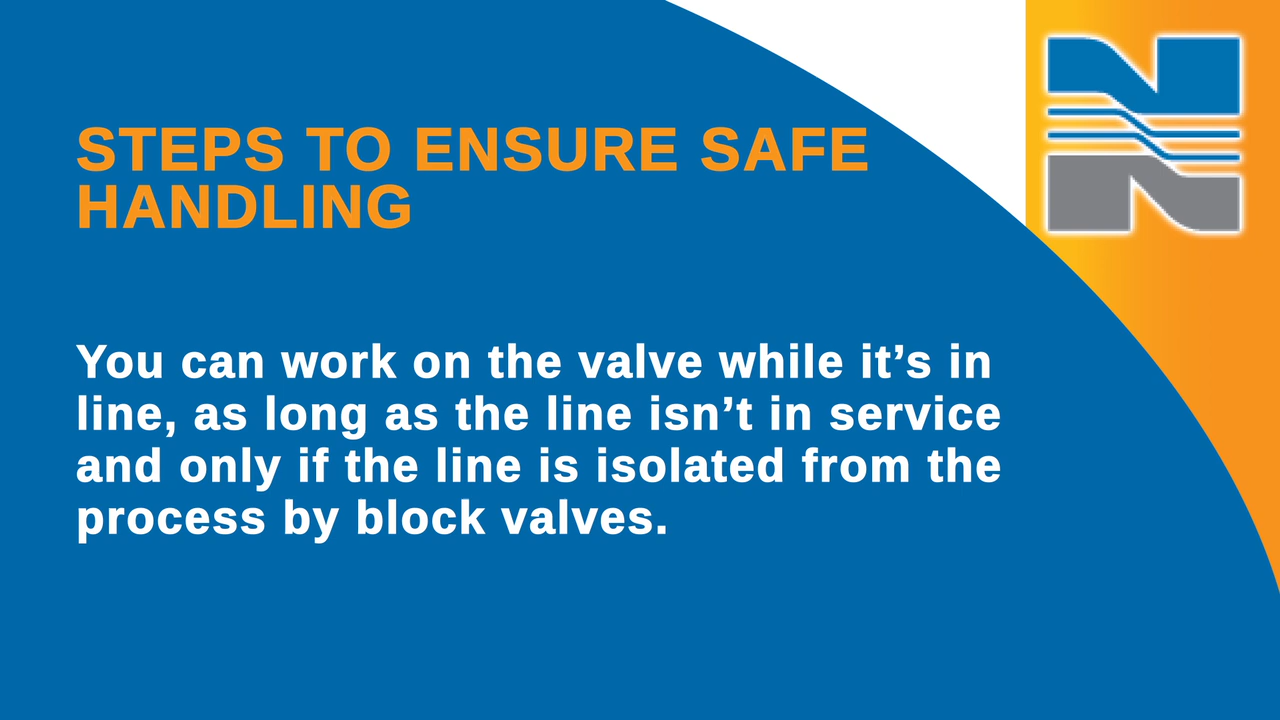 STEPS TO ENSURE SAFE
HANDLING
You can work on the valve while it’s in
line, as long as the line isn’t in service
and only if the line is isolated from the
process by block valves.